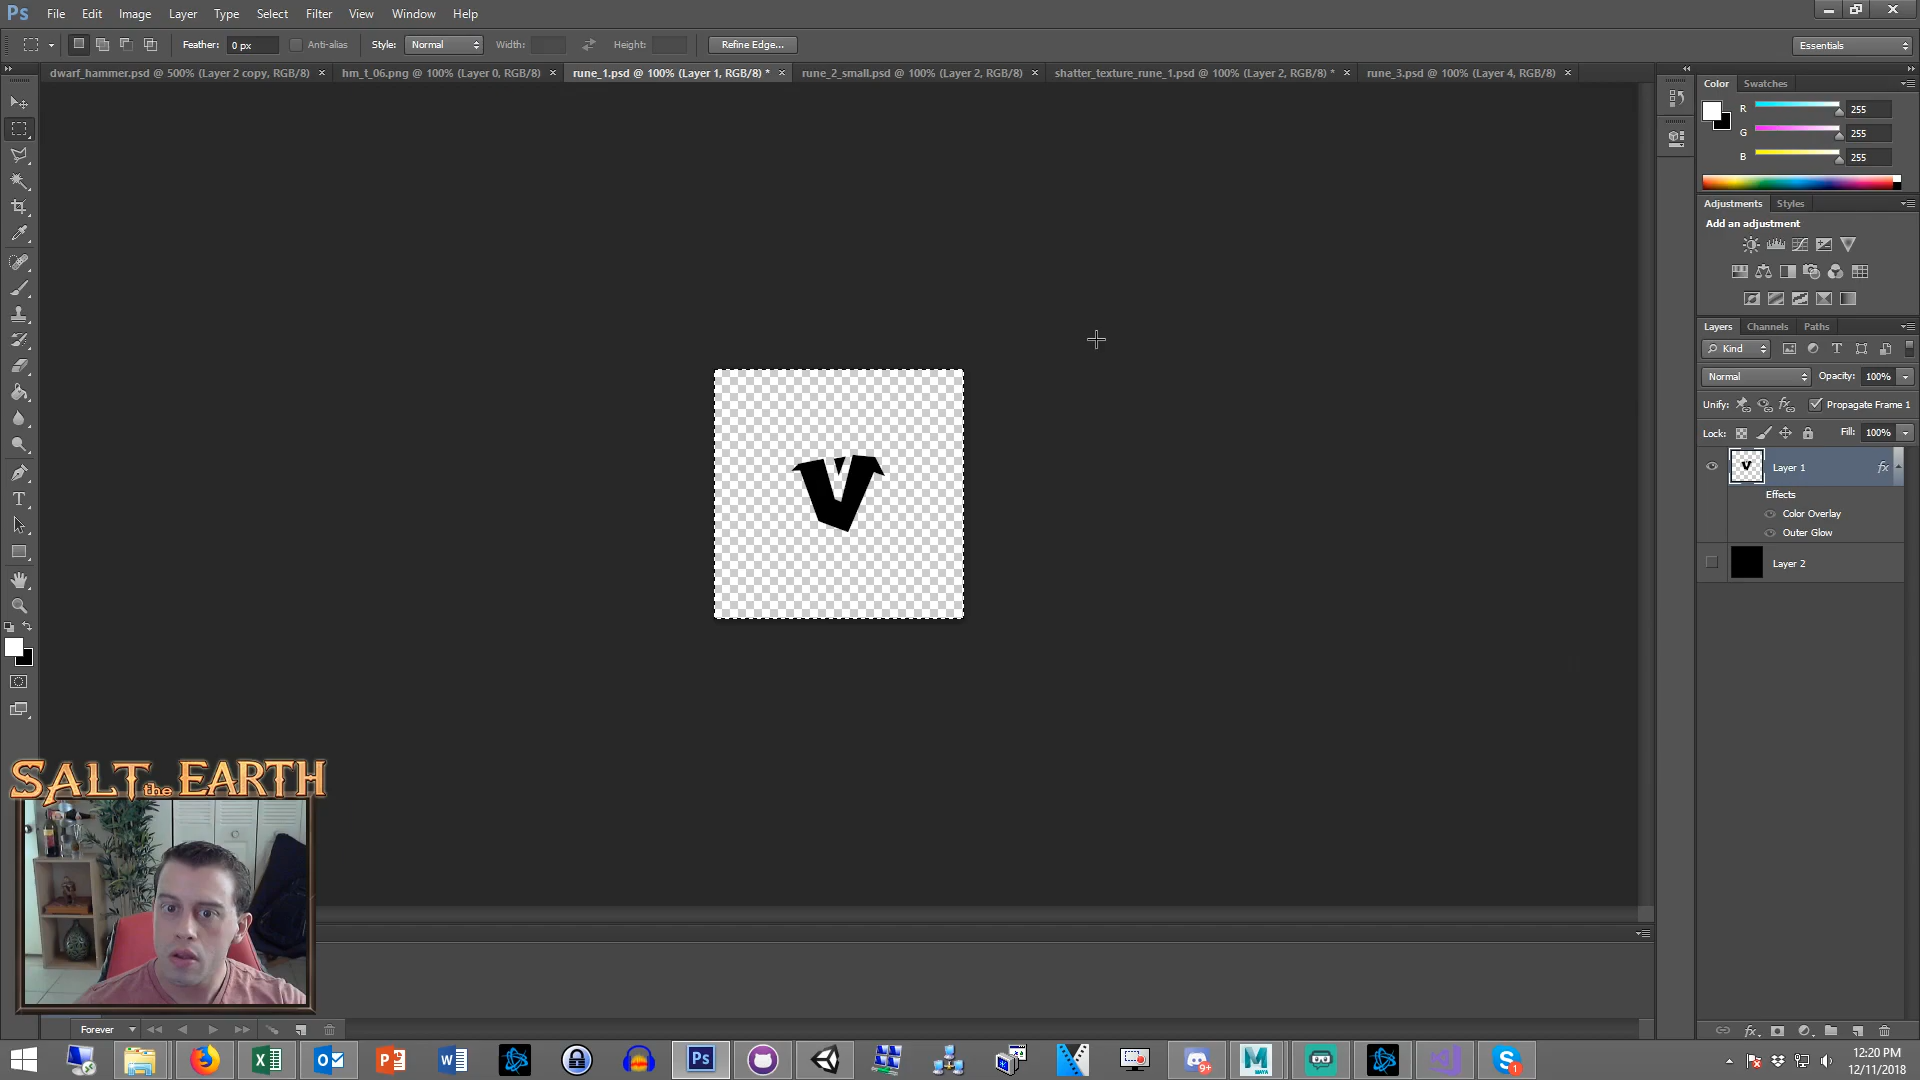 Ps File Edit Image Layer Type Select Filter View Window Help
Feather: 0 px Anti-alias Style: Normal Width: Height: Refine Edge... Essentials
dwarf_hammer.psd @ 500% (Layer 2 copy, RGB/8) hm_t_06.png @ 100% (Layer 0, RGB/8) rune_1.psd @ 100% (Layer 1, RGB/8) * rune_2_small.psd @ 100% (Layer 2, RGB/8) shatter_texture_rune_1.psd @ 100% (Layer 2, RGB/8) * rune_3.psd @ 100% (Layer 4, RGB/8)
Color Swatches
R 255
G 255
B 255
Adjustments Styles
Add an adjustment
Layers Channels Paths
Kind
Normal Opacity: 100%
Unify: Propagate Frame 1
Lock: Fill: 100%
Layer 1 fx
Effects
Color Overlay
Outer Glow
Layer 2
SALT the EARTH
Forever
12:20 PM
12/11/2018